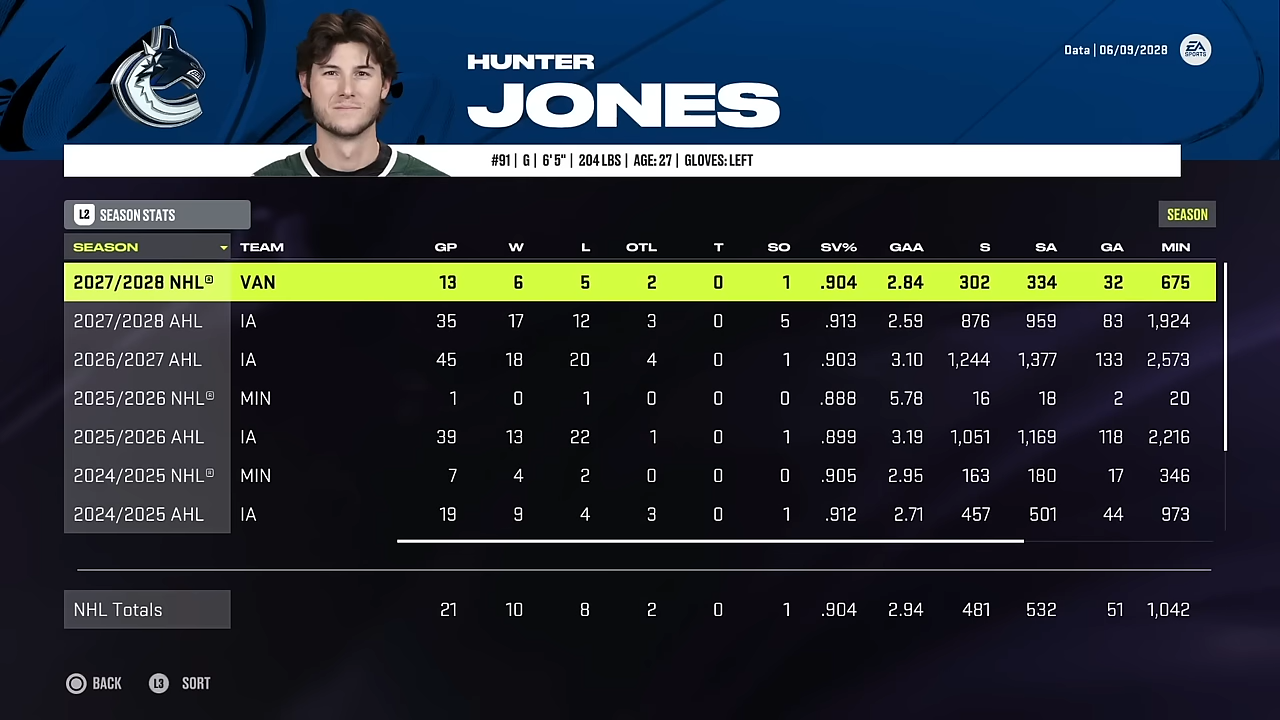 HUNTER
JONES
Data | 06/09/2028
EA SPORTS
#91 | G | 6' 5" | 204 LBS | AGE: 27 | GLOVES: LEFT
L2 SEASON STATS
SEASON
SEASON TEAM GP W L OTL T SO SV% GAA S SA GA MIN
2027/2028 NHL® VAN 13 6 5 2 0 1 .904 2.84 302 334 32 675
2027/2028 AHL IA 35 17 12 3 0 5 .913 2.59 876 959 83 1,924
2026/2027 AHL IA 45 18 20 4 0 1 .903 3.10 1,244 1,377 133 2,573
2025/2026 NHL® MIN 1 0 1 0 0 0 .888 5.78 16 18 2 20
2025/2026 AHL IA 39 13 22 1 0 1 .899 3.19 1,051 1,169 118 2,216
2024/2025 NHL® MIN 7 4 2 0 0 0 .905 2.95 163 180 17 346
2024/2025 AHL IA 19 9 4 3 0 1 .912 2.71 457 501 44 973
NHL Totals 21 10 8 2 0 1 .904 2.94 481 532 51 1,042
BACK L3 SORT